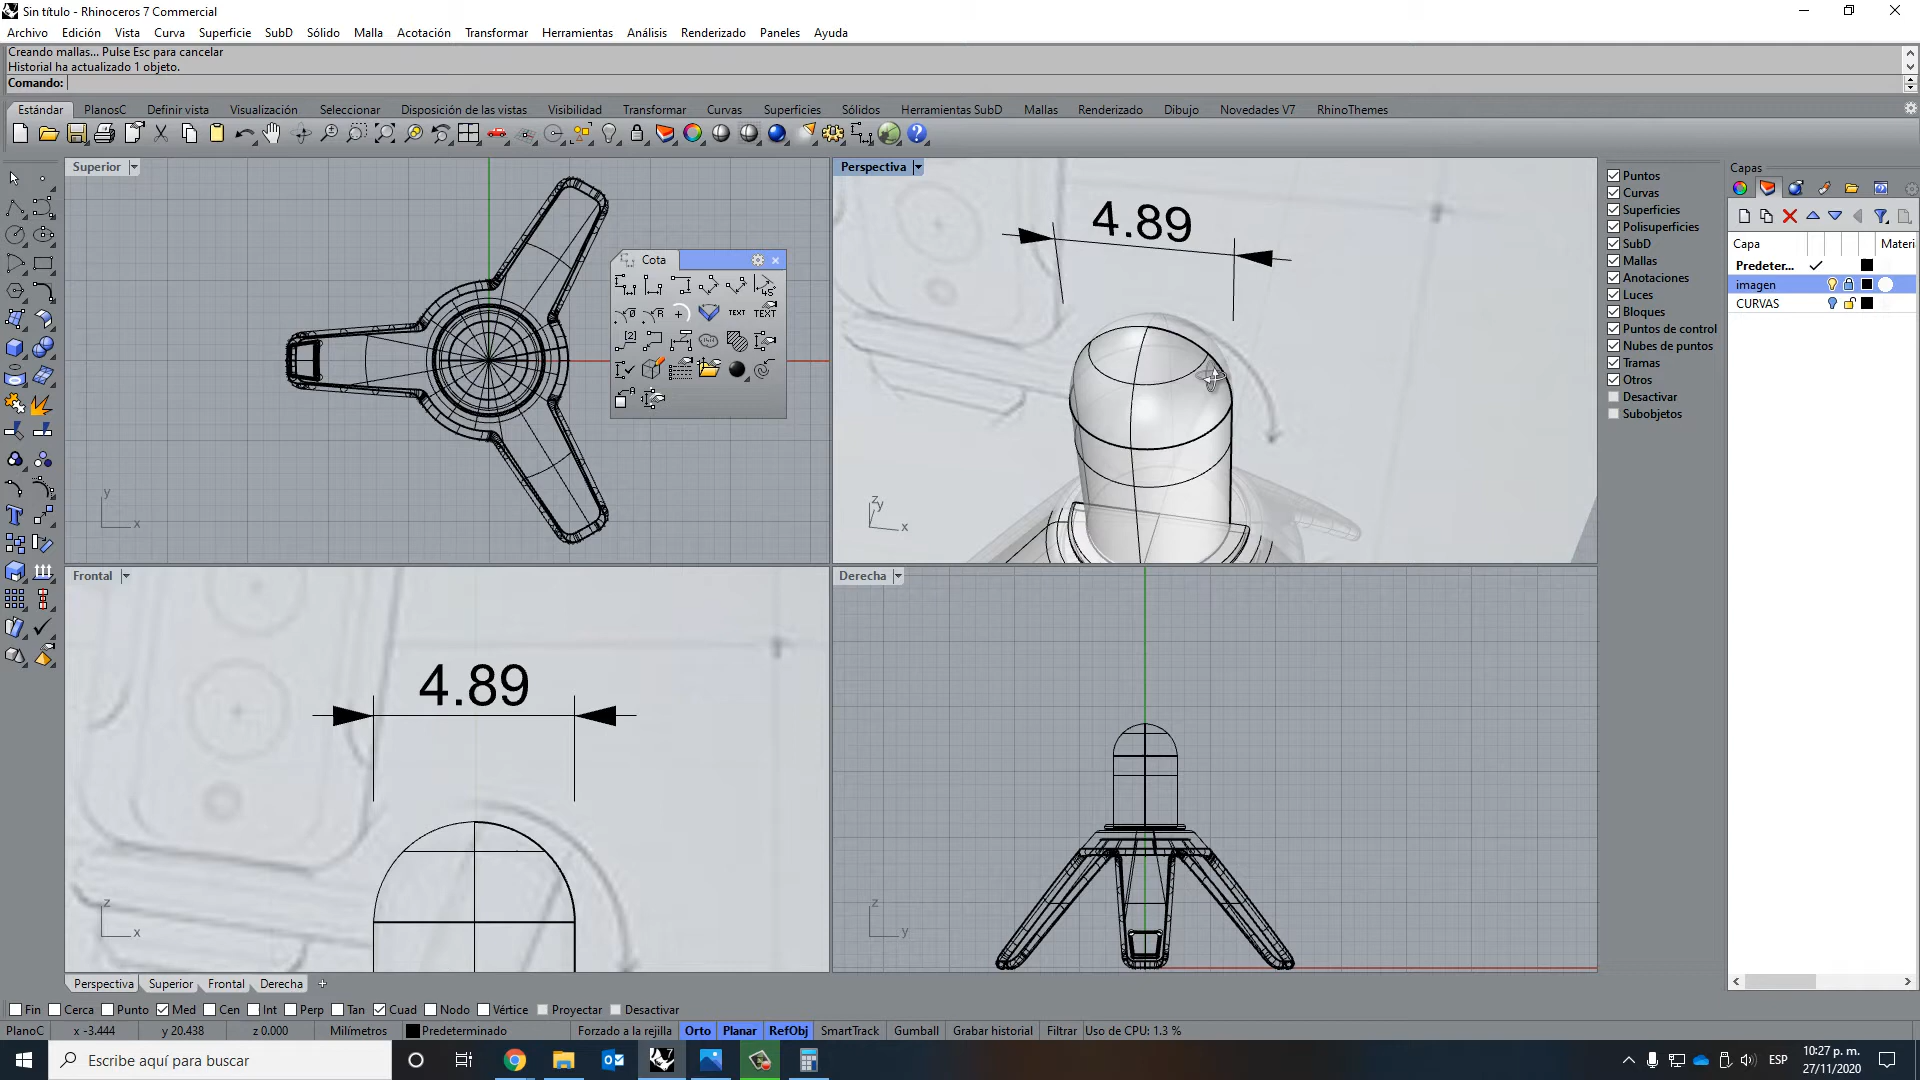 Sin título - Rhinoceros 7 Commercial
Archivo Edición Vista Curva Superficie SubD Sólido Malla Acotación Transformar Herramientas Análisis Renderizado Paneles Ayuda
Creando mallas... Pulse Esc para cancelar
Historial ha actualizado 1 objeto.
Comando:
Estándar PlanosC Definir vista Visualización Seleccionar Disposición de las vistas Visibilidad Transformar Curvas Superficies Sólidos Herramientas SubD Mallas Renderizado Dibujo Novedades V7 RhinoThemes
Superior
y
x
Cota
45
TEXT
TEXT
Perspectiva
4.89
z
y
x
Frontal
4.89
z
x
Derecha
z
y
Puntos
Curvas
Superficies
Polisuperficies
SubD
Mallas
Anotaciones
Luces
Bloques
Puntos de control
Nubes de puntos
Tramas
Otros
Desactivar
Subobjetos
Capas
Capa Materi
Predeter...
imagen
CURVAS
Perspectiva Superior Frontal Derecha
Fin Cerca Punto Med Cen Int Perp Tan Cuad Nodo Vértice Proyectar Desactivar
PlanoC x -3.444 y 20.438 z 0.000 Milímetros Predeterminado Forzado a la rejilla Orto Planar RefObj SmartTrack Gumball Grabar historial Filtrar Uso de CPU: 1.3 %
Escribe aquí para buscar
ESP
10:27 p. m.
27/11/2020